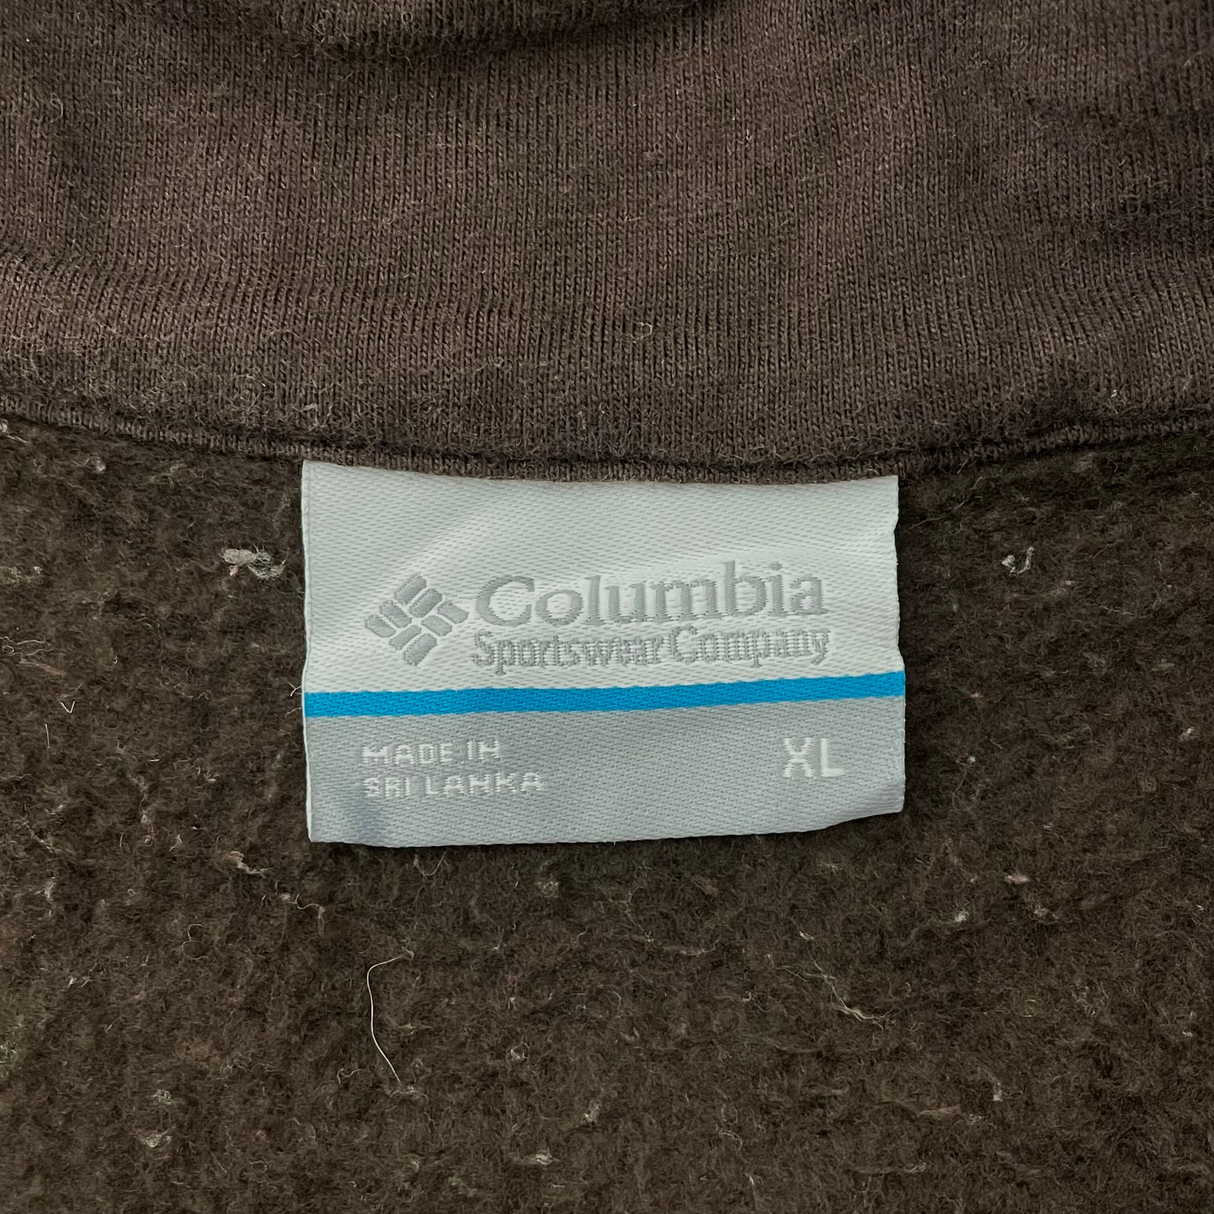 Columbia
Sportswear Company
MADE IN
SRI LANKA
XL